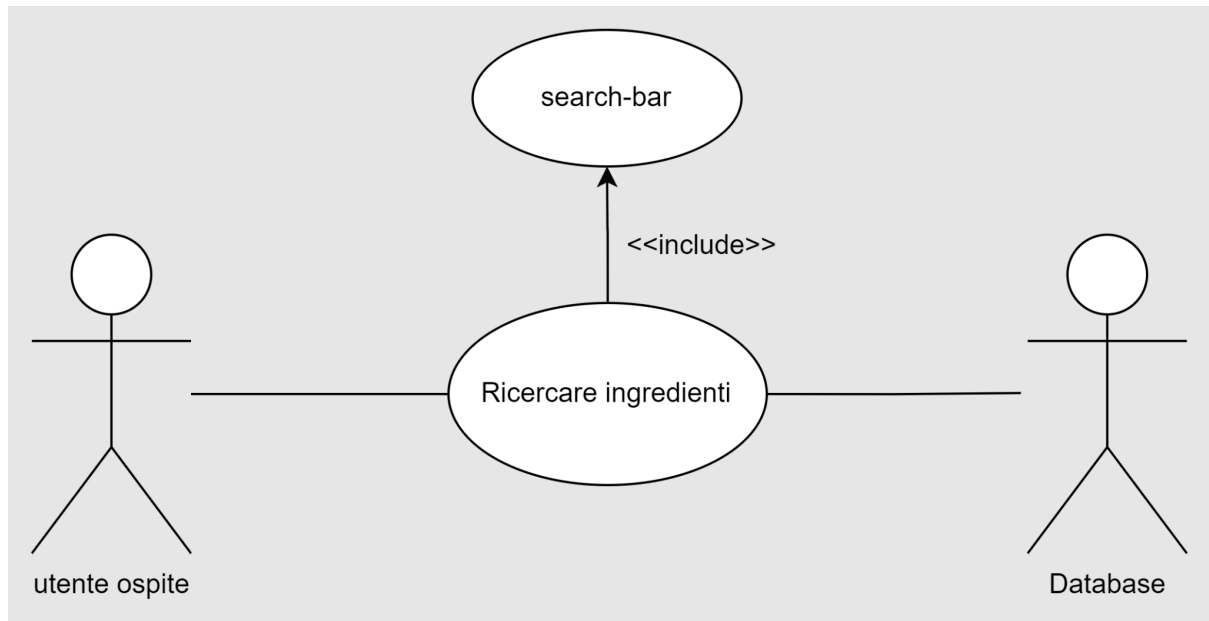 search-bar
<<include>>
Ricercare ingredienti
utente ospite
Database